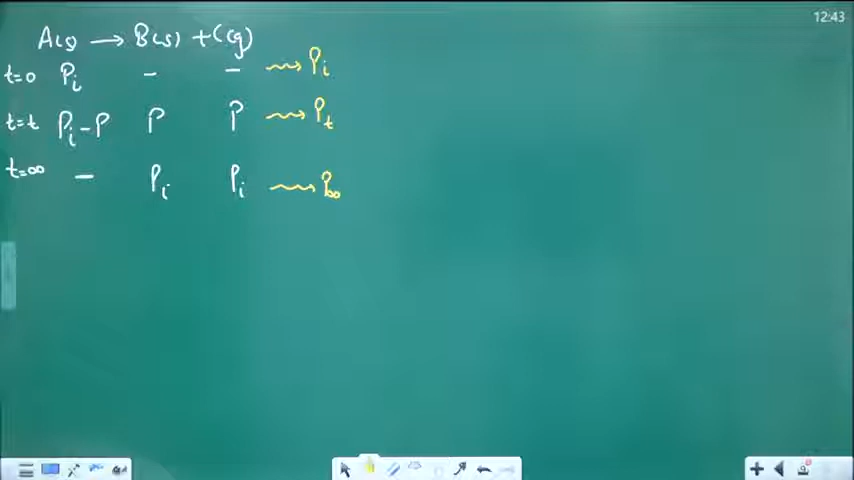 12:43
A(s) → B(s) + C(g)
t=0 Pi - - → Pi
t=t Pi-P P P → Pt
t=∞ - Pi Pi → P∞